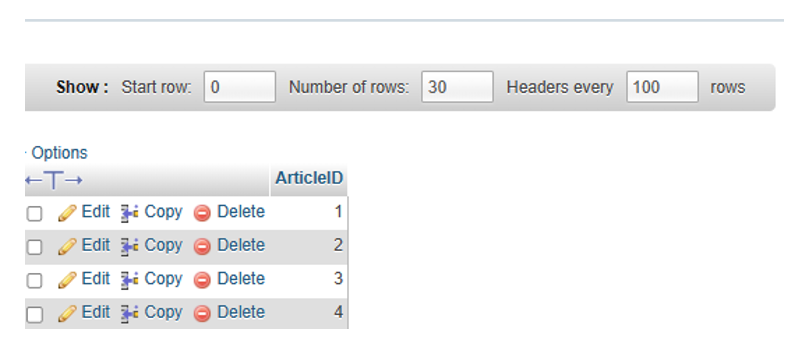 Show : Start row: 0 Number of rows: 30 Headers every 100 rows
Options
ArticleID
Edit Copy Delete 1
Edit Copy Delete 2
Edit Copy Delete 3
Edit Copy Delete 4